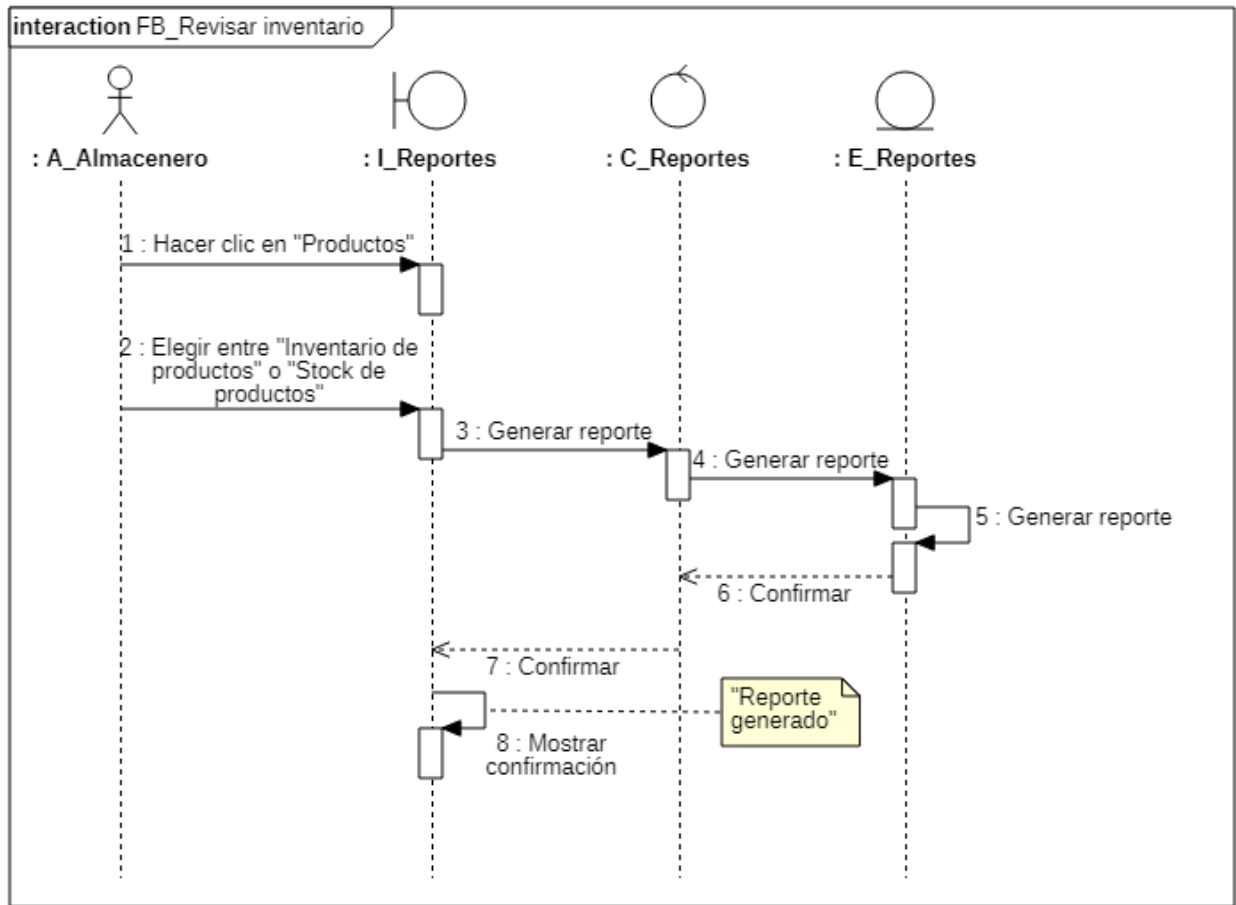 interaction FB_Revisar inventario
: A_Almacenero
: I_Reportes
: C_Reportes
: E_Reportes
1 : Hacer clic en "Productos"
2 : Elegir entre "Inventario de
productos" o "Stock de
productos"
3 : Generar reporte
4 : Generar reporte
5 : Generar reporte
6 : Confirmar
7 : Confirmar
"Reporte
generado"
8 : Mostrar
confirmación